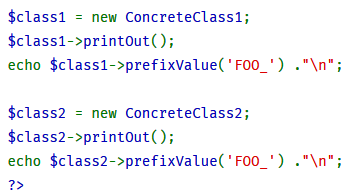 $class1 = new ConcreteClass1;
$class1->printOut();
echo $class1->prefixValue('FOO_') ."\n";
$class2 = new ConcreteClass2;
$class2->printOut();
echo $class2->prefixValue('FOO_') ."\n";
?>